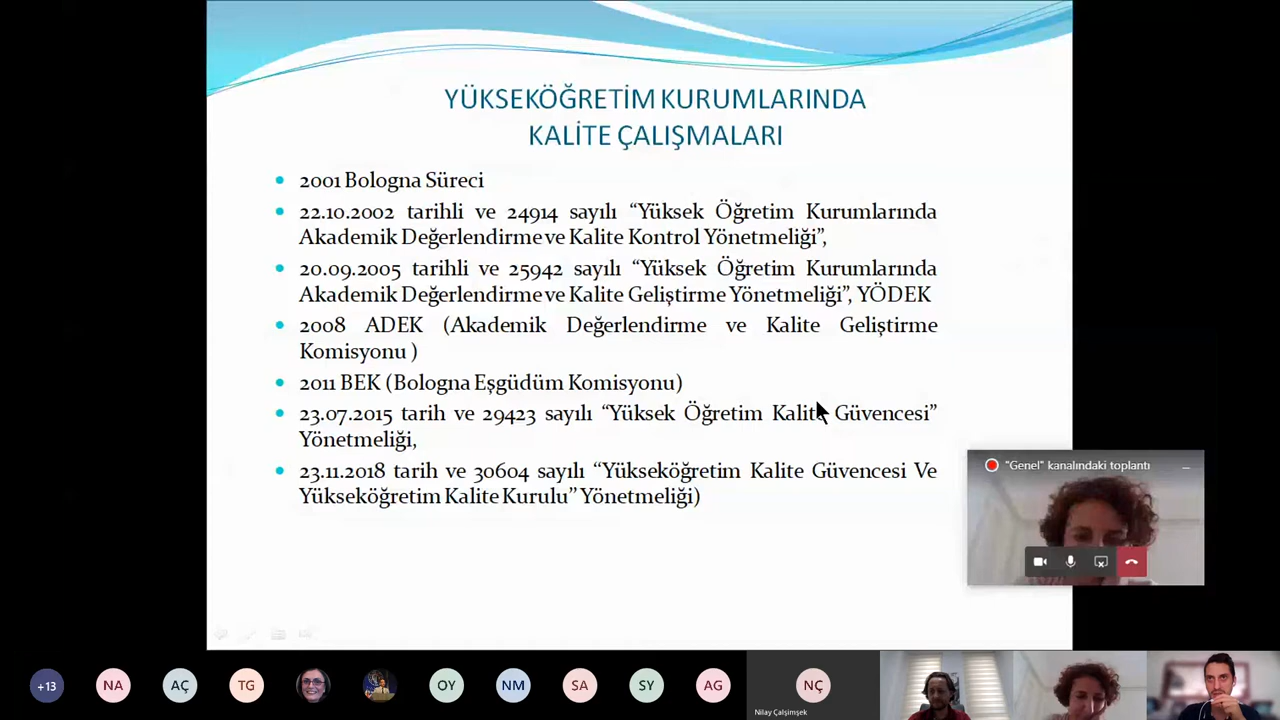 YÜKSEKÖĞRETİM KURUMLARINDA
KALİTE ÇALIŞMALARI
2001 Bologna Süreci
22.10.2002 tarihli ve 24914 sayılı “Yüksek Öğretim Kurumlarında
Akademik Değerlendirme ve Kalite Kontrol Yönetmeliği”,
20.09.2005 tarihli ve 25942 sayılı “Yüksek Öğretim Kurumlarında
Akademik Değerlendirme ve Kalite Geliştirme Yönetmeliği”, YÖDEK
2008 ADEK (Akademik Değerlendirme ve Kalite Geliştirme
Komisyonu )
2011 BEK (Bologna Eşgüdüm Komisyonu)
23.07.2015 tarih ve 29423 sayılı “Yüksek Öğretim Kalite Güvencesi”
Yönetmeliği,
23.11.2018 tarih ve 30604 sayılı “Yükseköğretim Kalite Güvencesi Ve
Yükseköğretim Kalite Kurulu” Yönetmeliği)
"Genel" kanalındaki toplantı
+13 NA AÇ TG OY NM SA SY AG NÇ
Nilay Çalşimşek